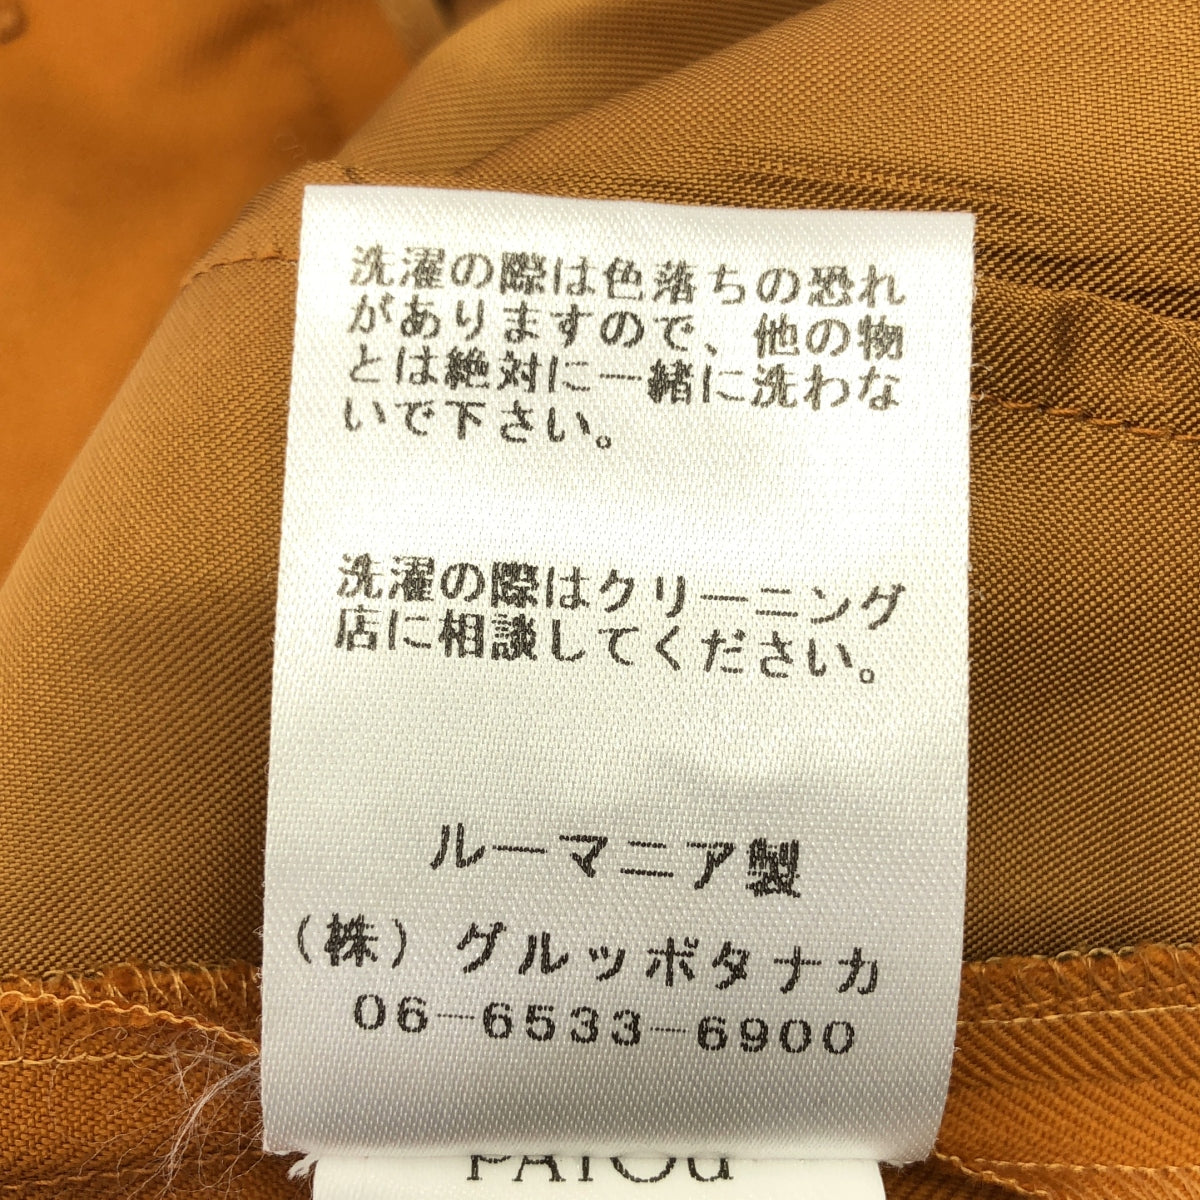 洗濯の際は色落ちの恐れ
がありますので、他の物
とは絶対に一緒に洗わな
いで下さい。
洗濯の際はクリーニング
店に相談してください。
ルーマニア製
(株)グルッポタナカ
06-6533-6900
PATOU